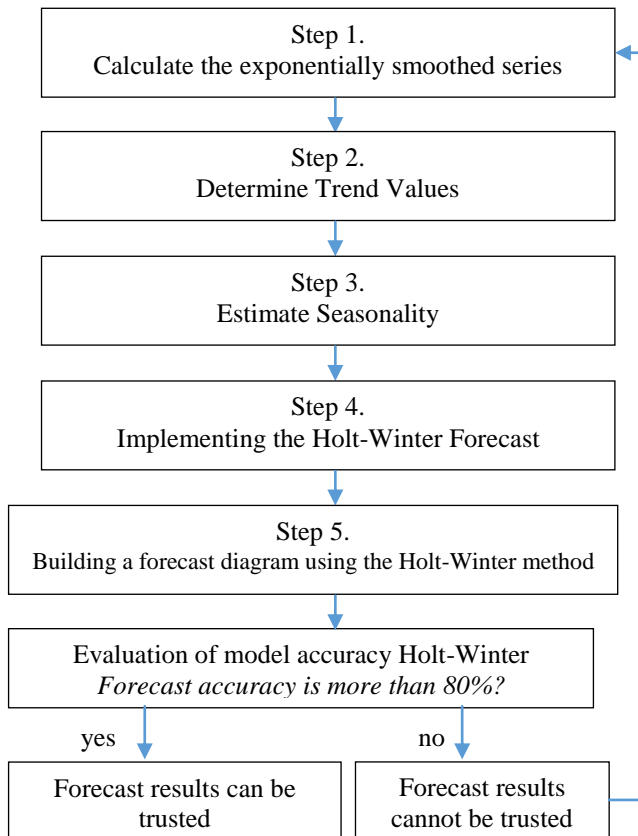 Step 1.
Calculate the exponentially smoothed series
Step 2.
Determine Trend Values
Step 3.
Estimate Seasonality
Step 4.
Implementing the Holt-Winter Forecast
Step 5.
Building a forecast diagram using the Holt-Winter method
Evaluation of model accuracy Holt-Winter
Forecast accuracy is more than 80%?
yes
no
Forecast results can be
trusted
Forecast results
cannot be trusted